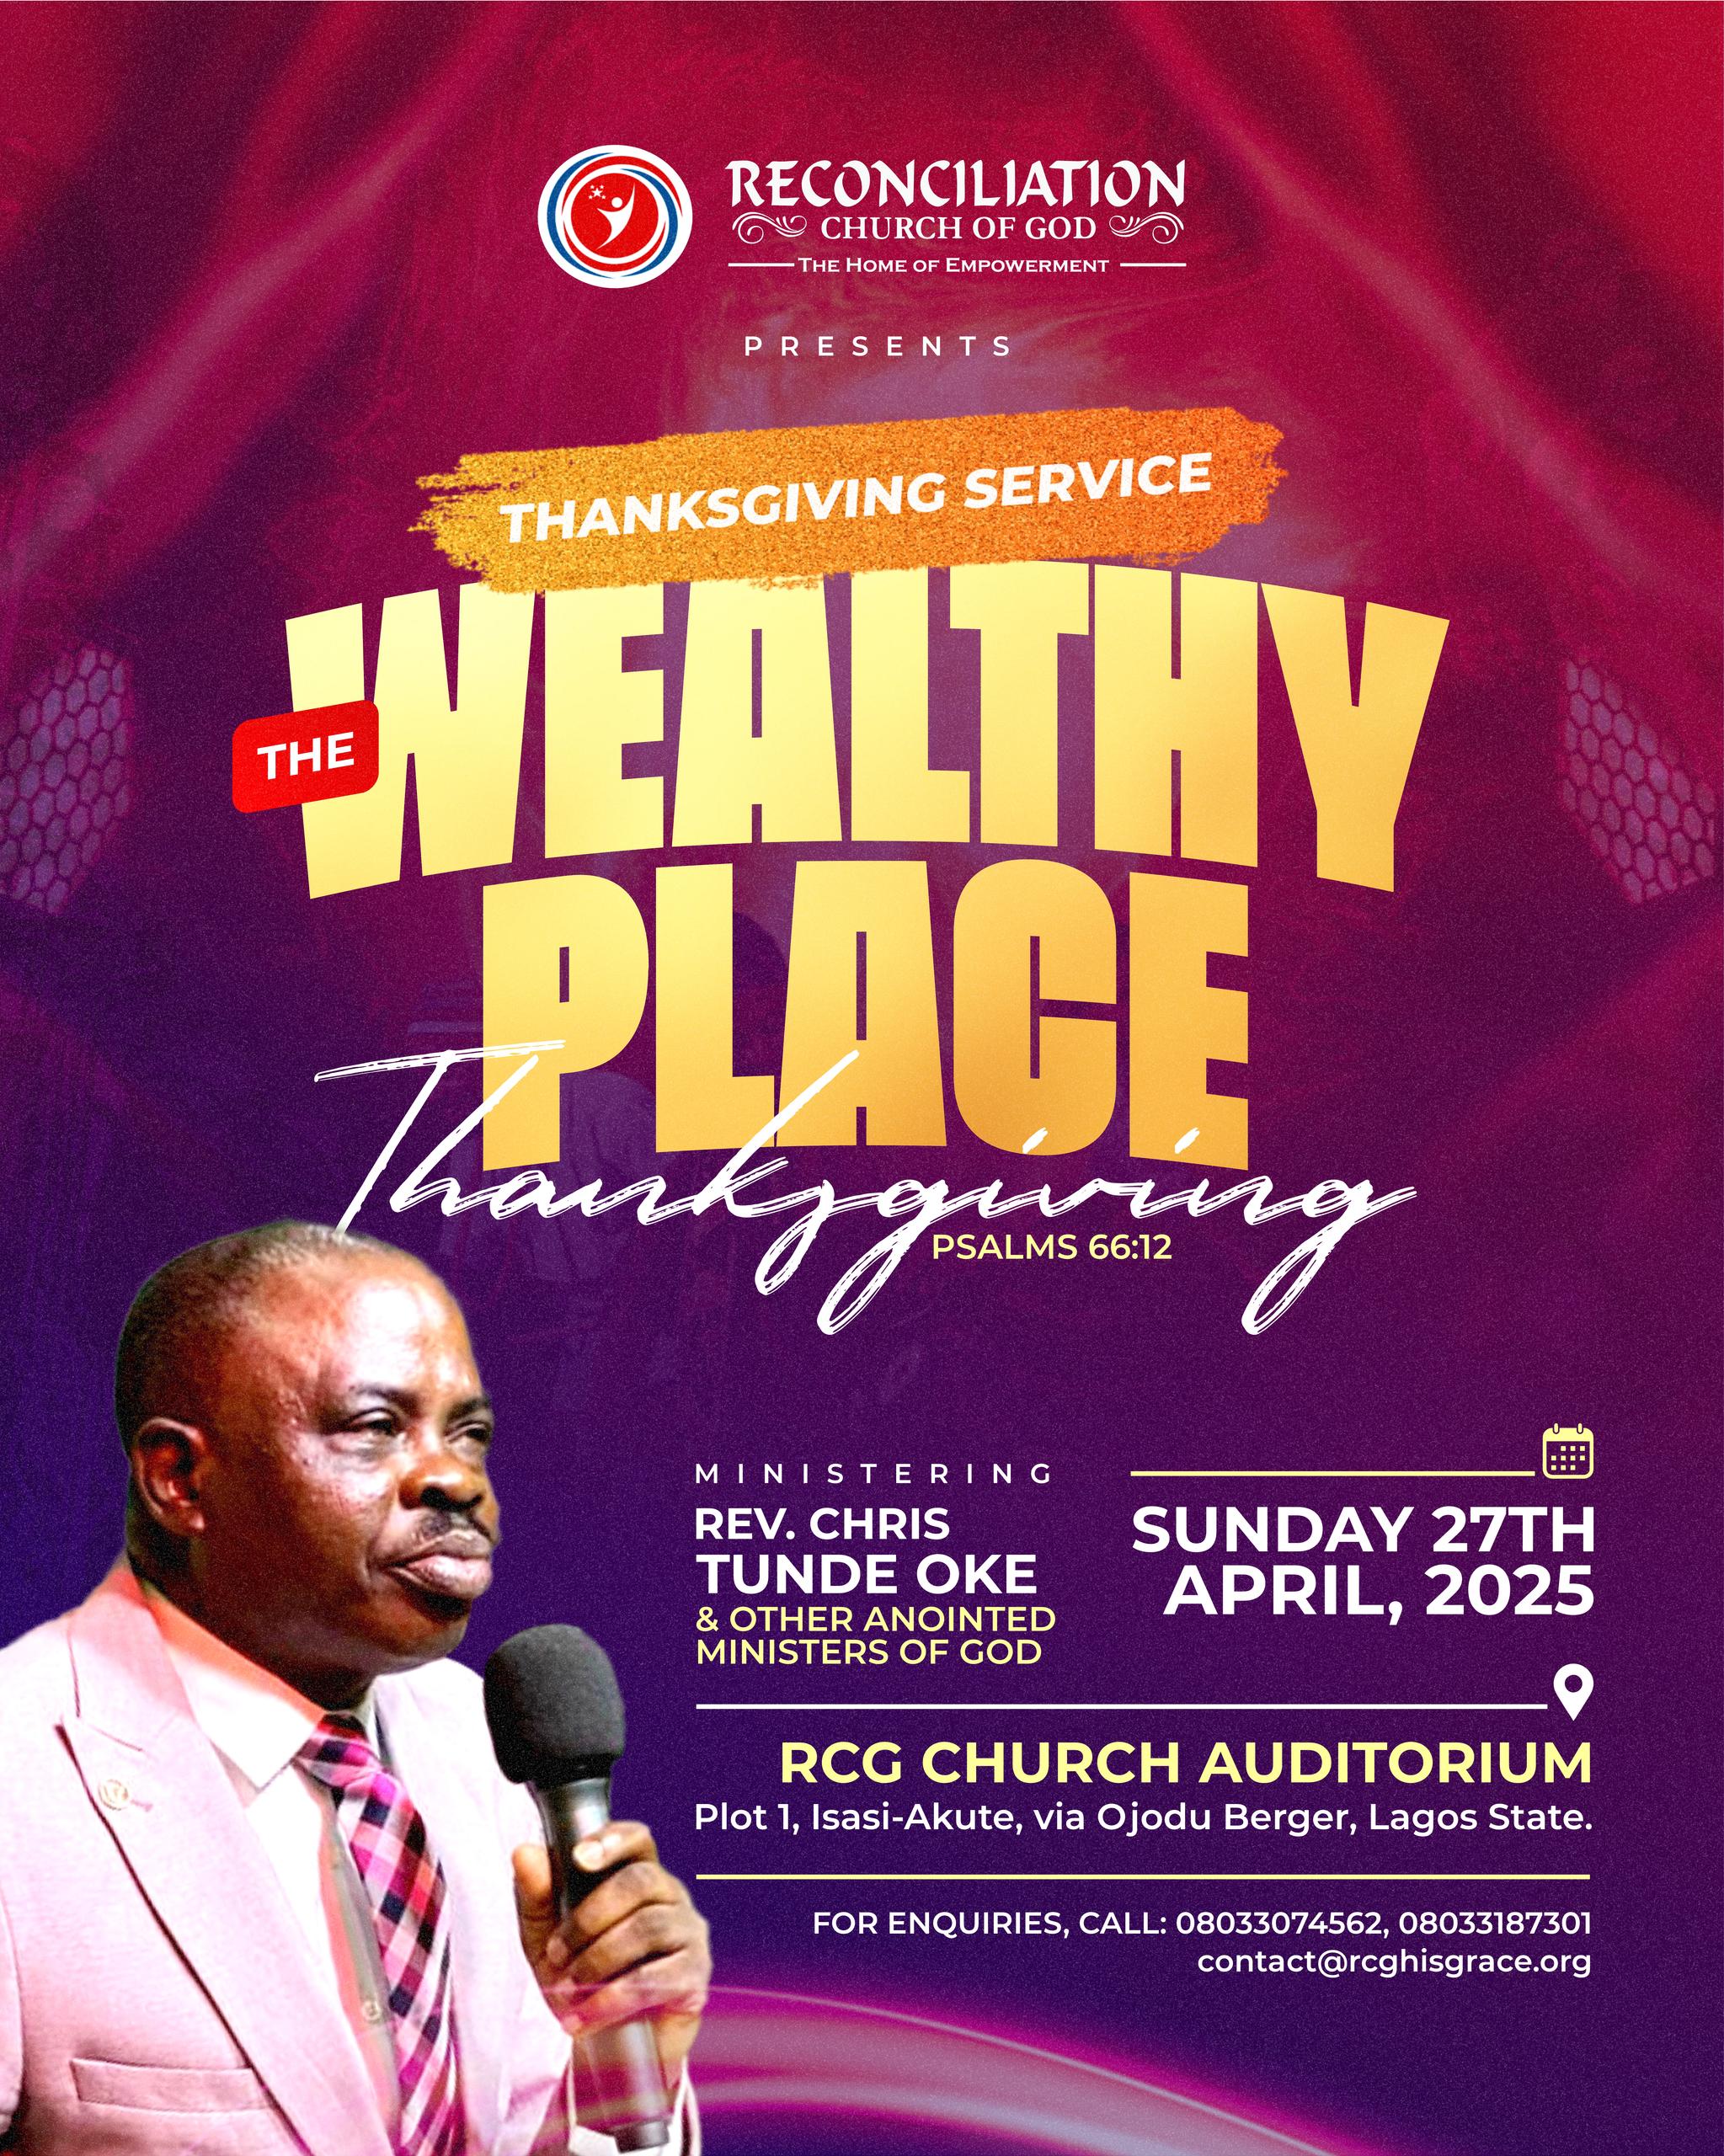 RECONCILIATION
CHURCH OF GOD
THE HOME OF EMPOWERMENT
PRESENTS
THANKSGIVING SERVICE
THE
WEALTHY
PLACE
Thanksgiving
PSALMS 66:12
MINISTERING
REV. CHRIS
TUNDE OKE
& OTHER ANOINTED
MINISTERS OF GOD
SUNDAY 27TH
APRIL, 2025
RCG CHURCH AUDITORIUM
Plot 1, Isasi-Akute, via Ojodu Berger, Lagos State.
FOR ENQUIRIES, CALL: 08033074562, 08033187301
contact@rcghisgrace.org